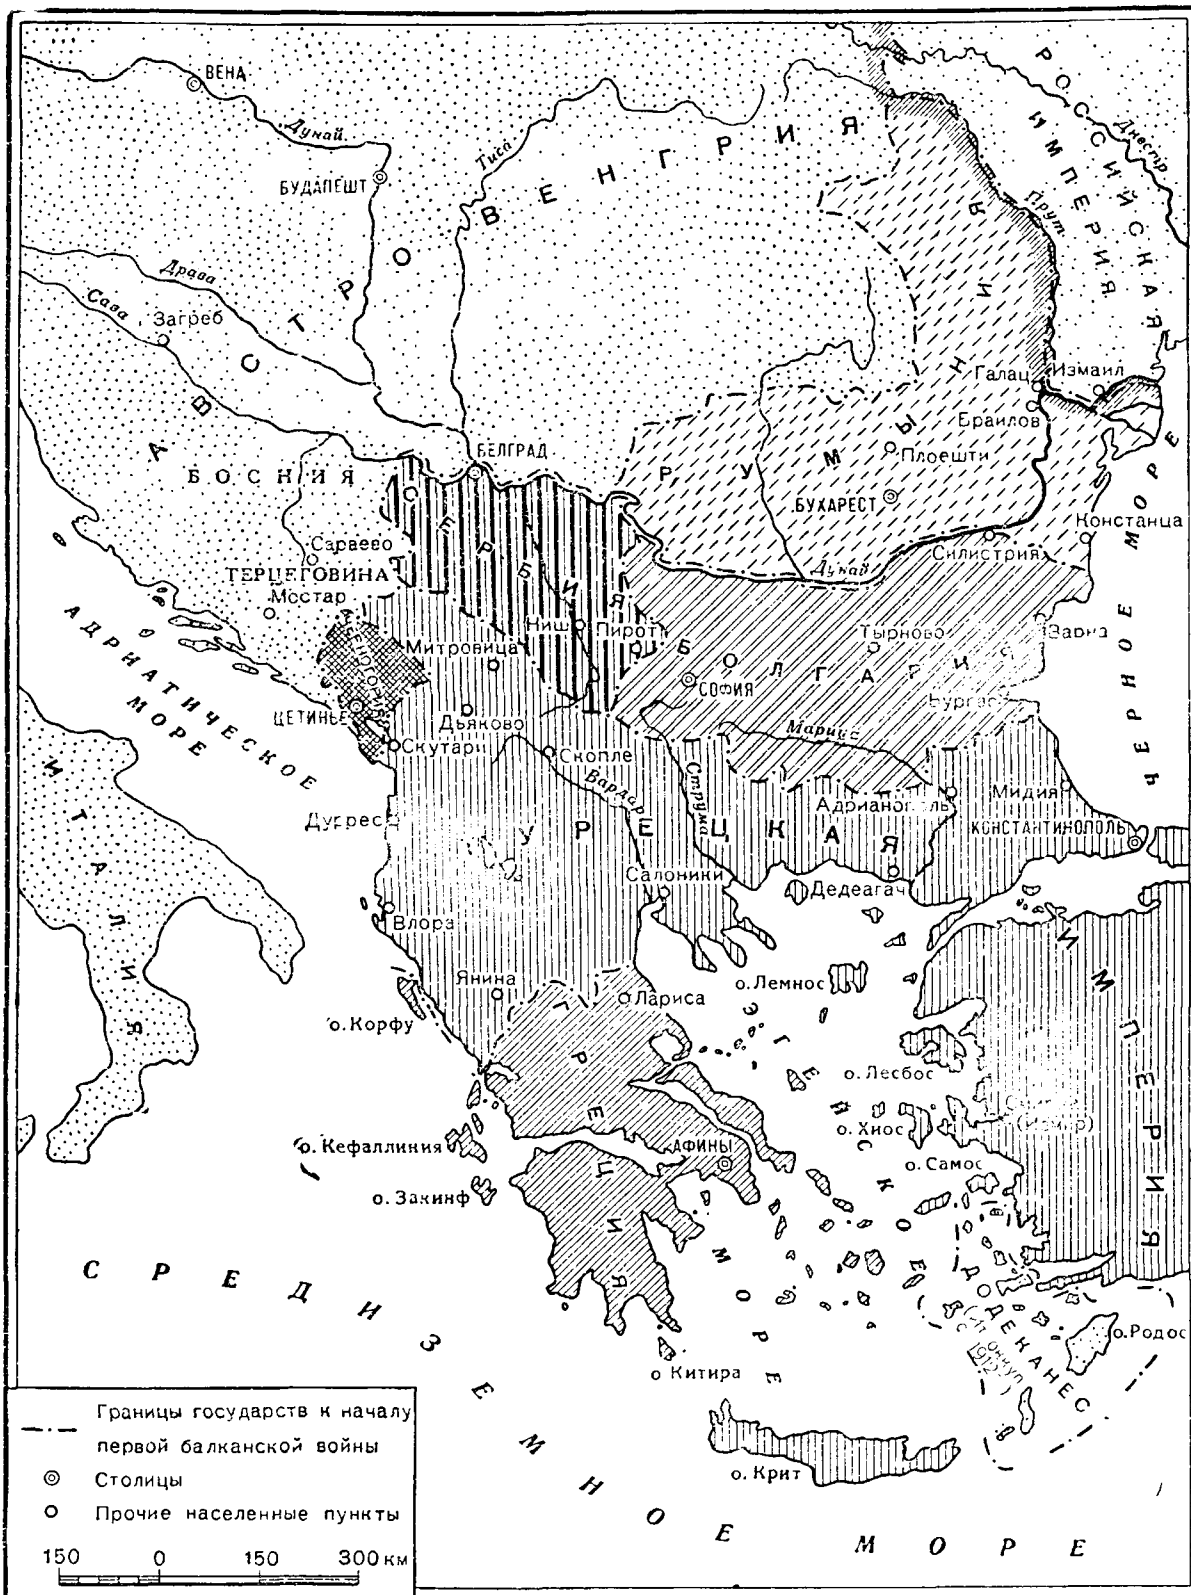 РОССИЙСКАЯ
ИМПЕРИЯ
ВЕНА
Дунай
Днестр
БУДАПЕШТ
Тиса
АВСТРО
ВЕНГРИЯ
Прут
Драва
Сава
Загреб
РУМЫНИЯ
Галац
Измаил
Браилов
Плоешти
БУХАРЕСТ
БЕЛГРАД
БОСНИЯ
СЕРБИЯ
Констанца
Силистрия
Дунай
Сараево
ГЕРЦЕГОВИНА
Мостар
ЧЕРНОЕ МОРЕ
АДРИАТИЧЕСКОЕ
МОРЕ
ЧЕРНОГОРИЯ
Ниш
Пирот
Митровица
БОЛГАРИЯ
Тырново
Варна
СОФИЯ
Бургас
ЦЕТИНЬЕ
Дьяково
Скутари
Скопле
Вардар
Струма
Марица
Адрианополь
Мидия
КОНСТАНТИНОПОЛЬ
ИТАЛИЯ
Дуррес
УРЕЦКАЯ
ИМПЕРИЯ
Салоники
Дедеагач
Влора
Янина
Лариса
о. Лемнос
о. Корфу
ГРЕЦИЯ
ЭГЕЙСКОЕ
МОРЕ
о. Лесбос
о. Хиос
(Измир)
о. Самос
о. Кефаллиния
АФИНЫ
о. Закинф
ДОДЕКАНЕС
1912
о. Родос
о Китира
о. Крит
СРЕДИЗЕМНОЕ МОРЕ
Границы государств к началу
первой балканской войны
Столицы
Прочие населенные пункты
150 0 150 300 км